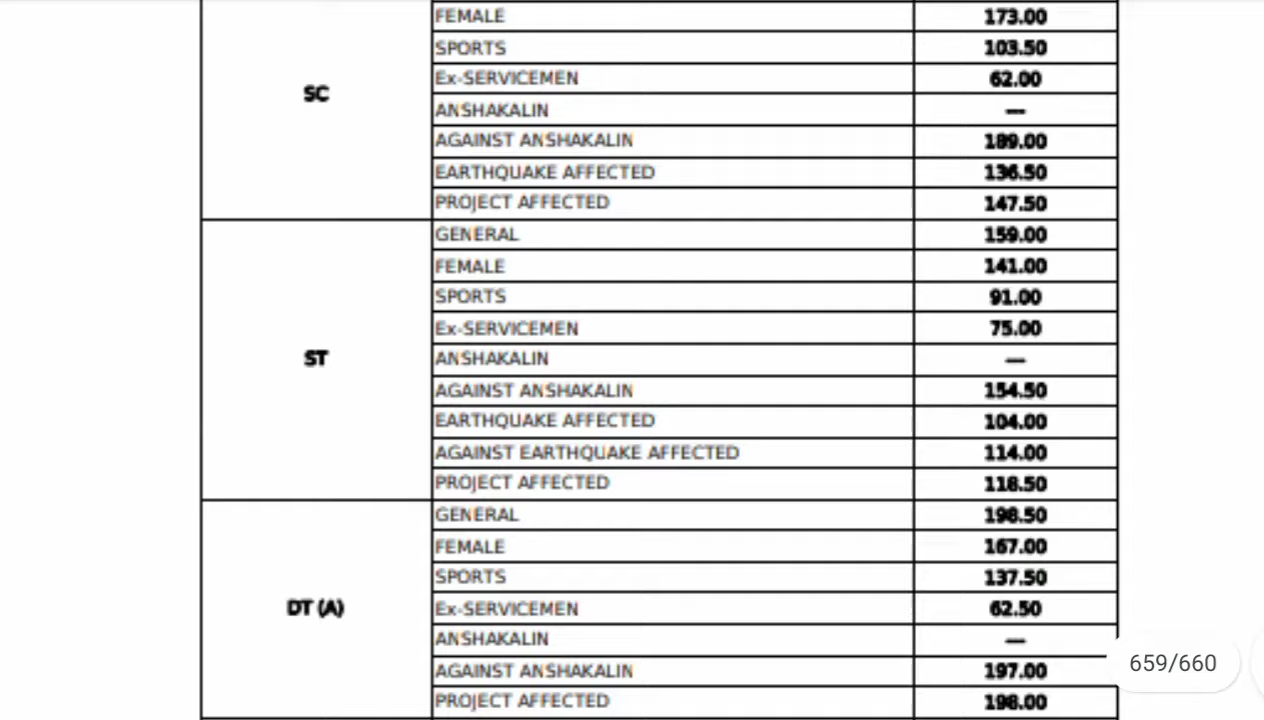 FEMALE 173.00
SPORTS 103.50
Ex-SERVICEMEN 62.00
SC
ANSHAKALIN —
AGAINST ANSHAKALIN 189.00
EARTHQUAKE AFFECTED 136.50
PROJECT AFFECTED 147.50
GENERAL 159.00
FEMALE 141.00
SPORTS 91.00
Ex-SERVICEMEN 75.00
ST
ANSHAKALIN —
AGAINST ANSHAKALIN 154.50
EARTHQUAKE AFFECTED 104.00
AGAINST EARTHQUAKE AFFECTED 114.00
PROJECT AFFECTED 118.50
GENERAL 198.50
FEMALE 167.00
SPORTS 137.50
DT (A)
Ex-SERVICEMEN 62.50
ANSHAKALIN —
AGAINST ANSHAKALIN 197.00
PROJECT AFFECTED 198.00
659/660